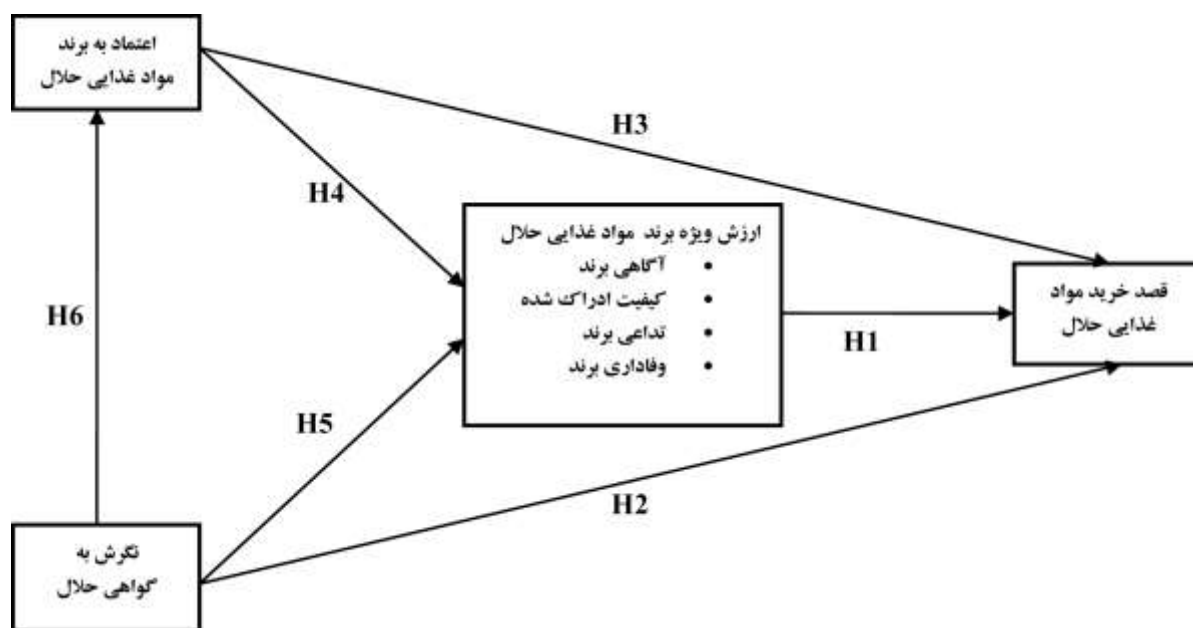 اعتماد به برند
مواد غذایی حلال
H3
H4
ارزش ویژه برند مواد غذایی حلال
• آگاهی برند
• کیفیت ادراک شده
• تداعی برند
• وفاداری برند
قصد خرید مواد
غذایی حلال
H6
H1
H5
H2
نگرش به
گواهی حلال